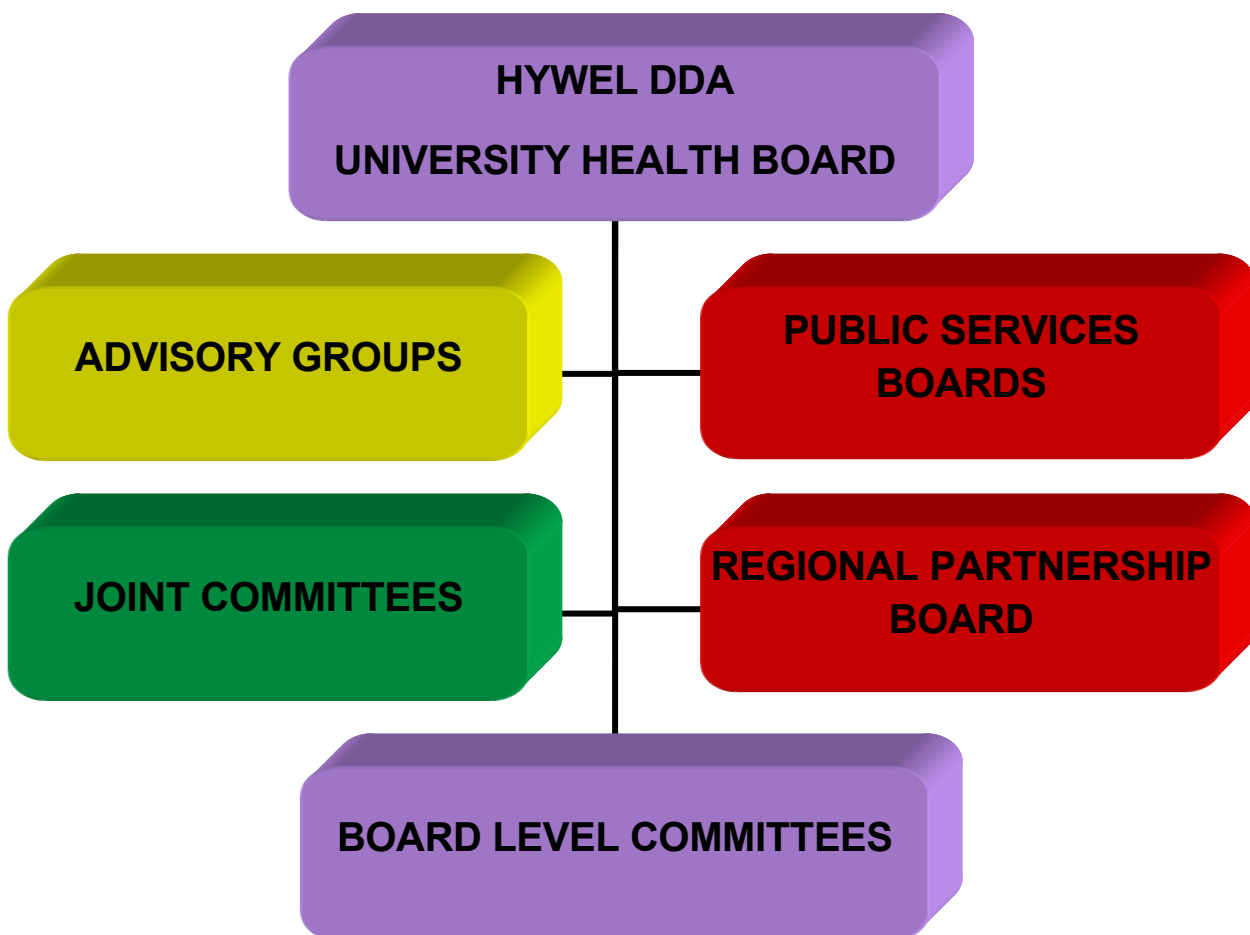 HYWEL DDA
UNIVERSITY HEALTH BOARD
ADVISORY GROUPS
PUBLIC SERVICES
BOARDS
JOINT COMMITTEES
REGIONAL PARTNERSHIP
BOARD
BOARD LEVEL COMMITTEES